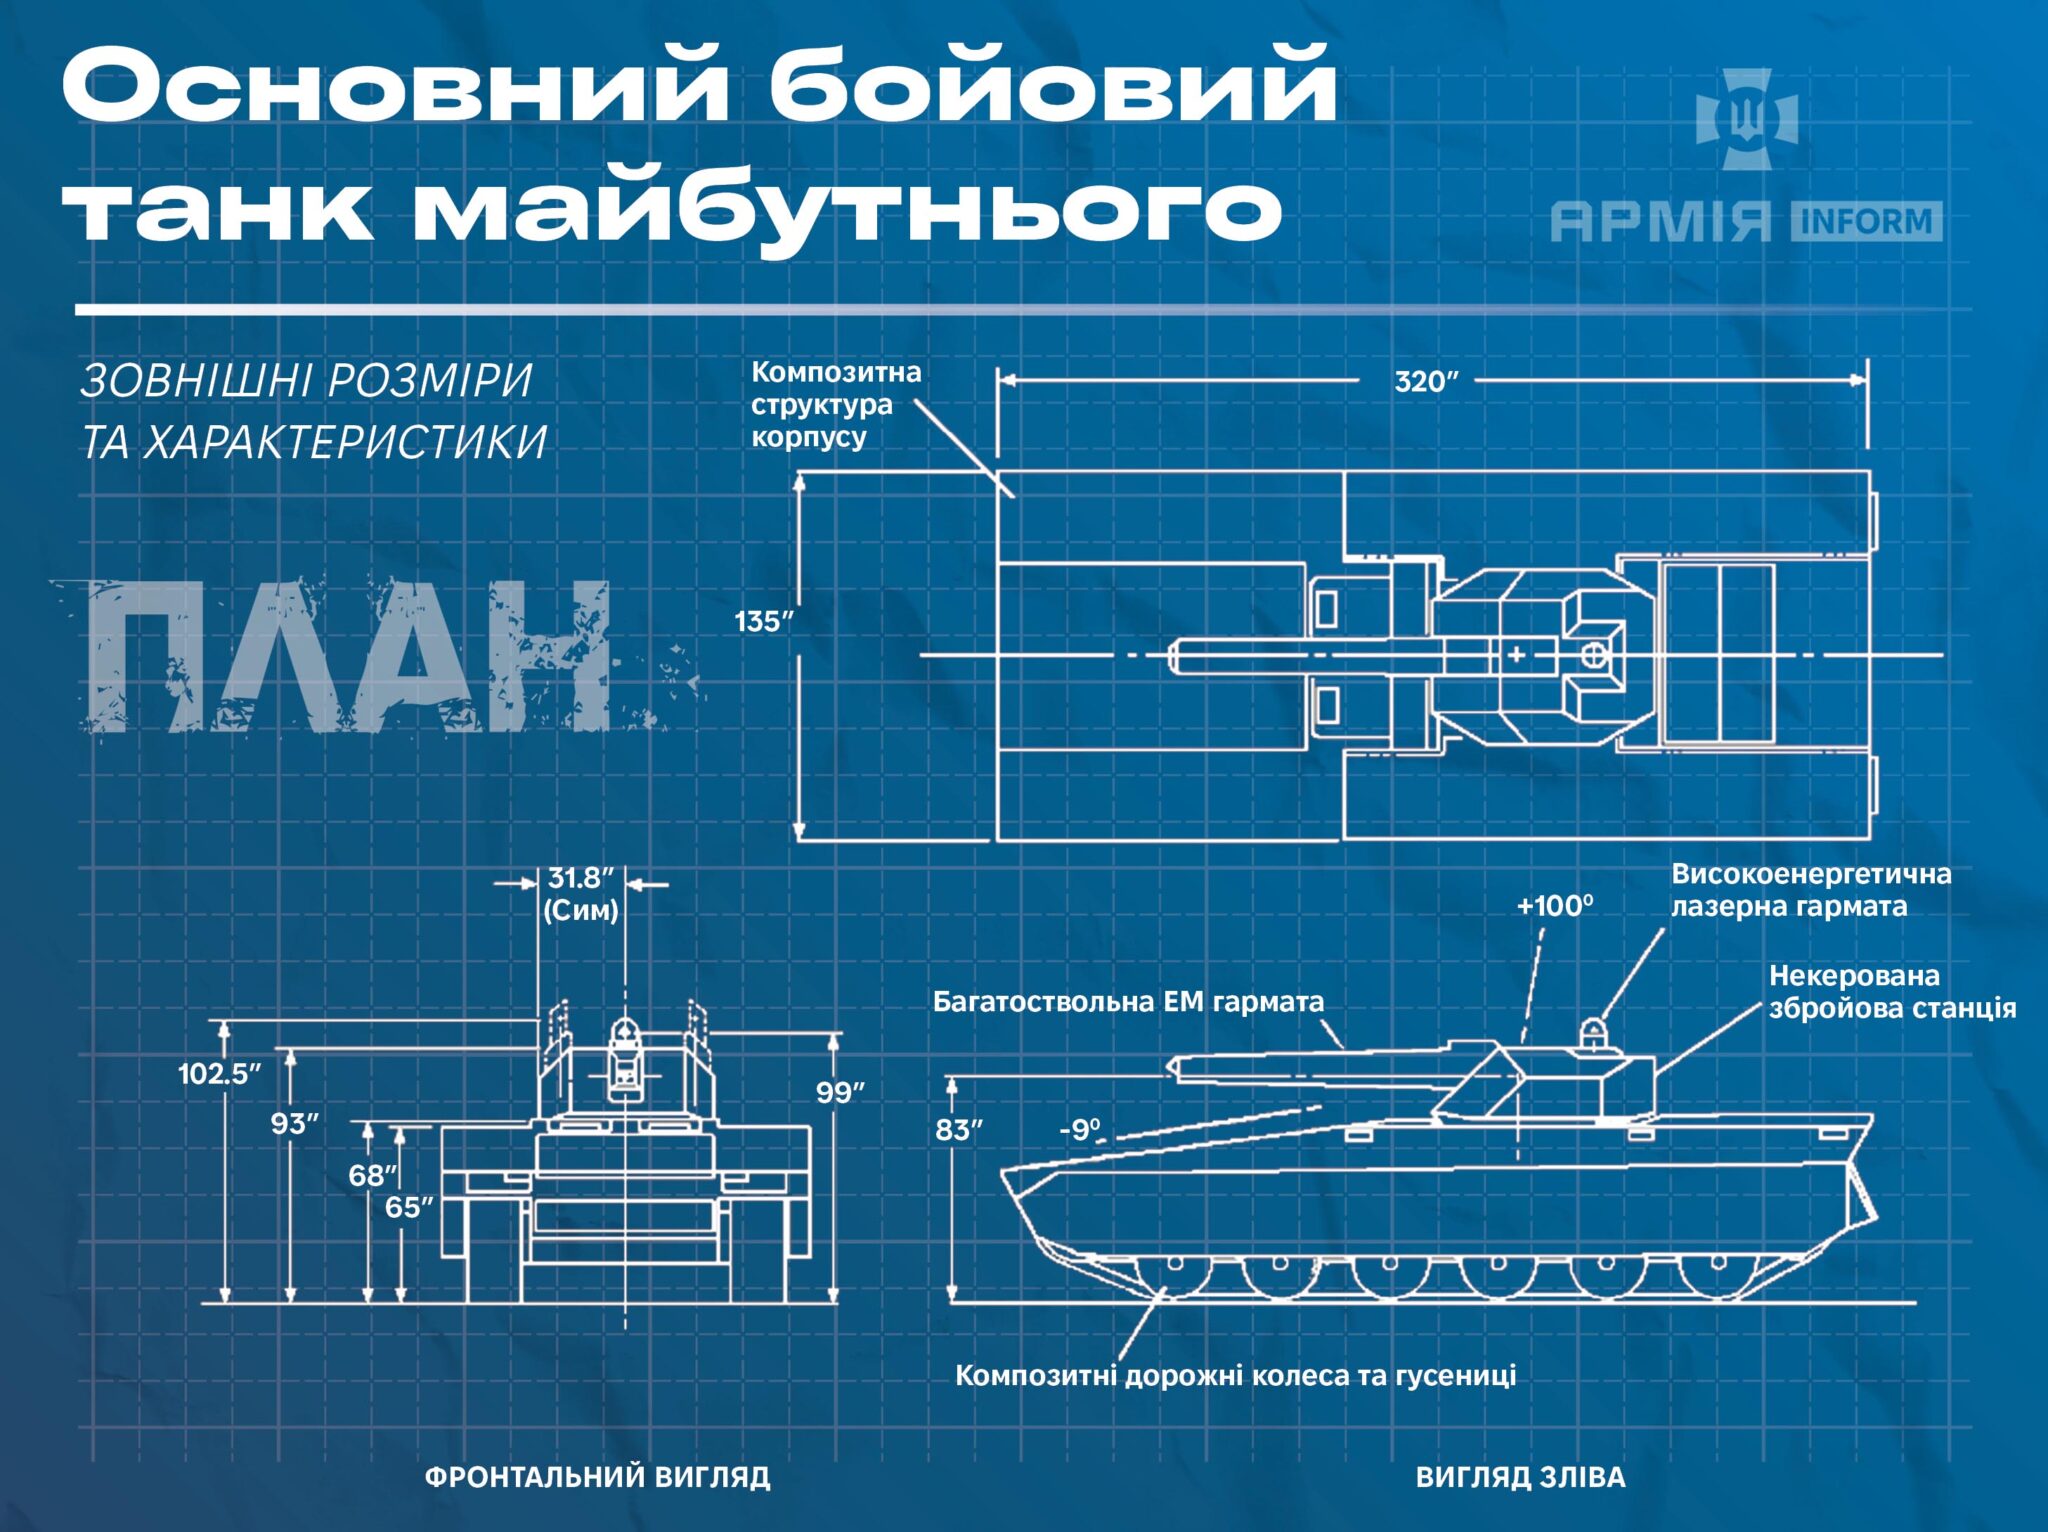 Основний бойовий
танк майбутнього
АРМІЯ INFORM
ЗОВНІШНІ РОЗМІРИ
ТА ХАРАКТЕРИСТИКИ
ПЛАН
Композитна
структура
корпусу
320″
135″
31.8″
(Сим)
102.5″
93″
68″
65″
99″
Високоенергетична
лазерна гармата
+100⁰
Некерована
збройова станція
Багатоствольна ЕМ гармата
83″
-9⁰
Композитні дорожні колеса та гусениці
ФРОНТАЛЬНИЙ ВИГЛЯД
ВИГЛЯД ЗЛІВА